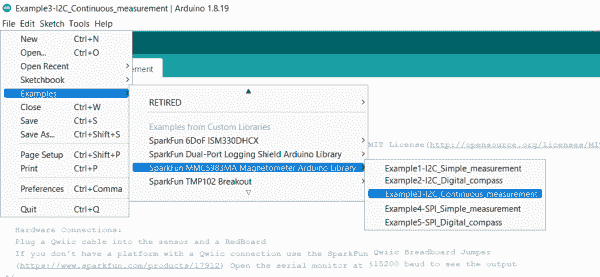 Example3-I2C_Continuous_measurement | Arduino 1.8.19
File Edit Sketch Tools Help
New Ctrl+N
Open... Ctrl+O
Open Recent
Sketchbook
Examples
Close Ctrl+W
Save Ctrl+S
Save As... Ctrl+Shift+S
Page Setup Ctrl+Shift+P
Print Ctrl+P
Preferences Ctrl+Comma
Quit Ctrl+Q
ement
RETIRED
Examples from Custom Libraries
SparkFun 6DoF ISM330DHCX
SparkFun Dual-Port Logging Shield Arduino Library
SparkFun MMC5983MA Magnetometer Arduino Library
SparkFun TMP102 Breakout
Example1-I2C_Simple_measurement
Example2-I2C_Digital_compass
Example3-I2C_Continuous_measurement
Example4-SPI_Simple_measurement
Example5-SPI_Digital_compass
MIT License(http://opensource.org/licenses/MIT
Hardware Connections:
Plug a Qwiic cable into the sensor and a RedBoard
If you don't have a platform with a Qwiic connection use the SparkFun Qwiic Breadboard Jumper
(https://www.sparkfun.com/products/17912) Open the serial monitor at 115200 baud to see the output